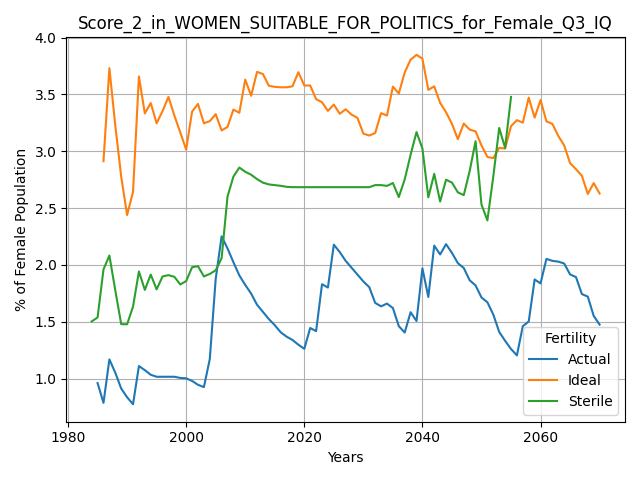 Score_2_in_WOMEN_SUITABLE_FOR_POLITICS_for_Female_Q3_IQ
% of Female Population
4.0
3.5
3.0
2.5
2.0
1.5
1.0
1980
2000
2020
2040
2060
Years
Fertility
Actual
Ideal
Sterile